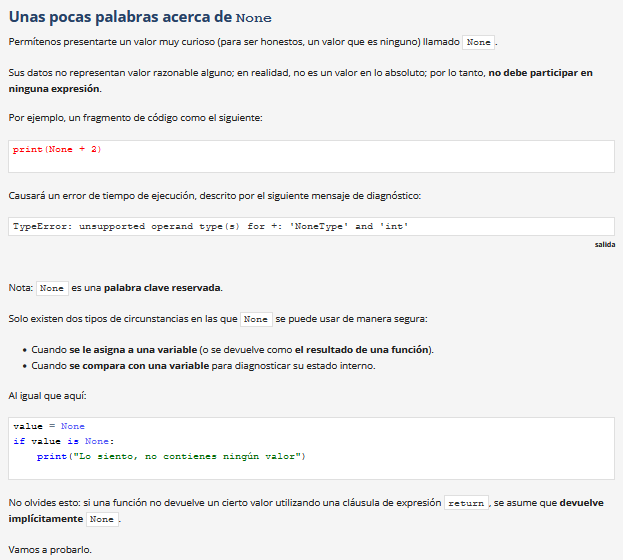 Unas pocas palabras acerca de None
Permítenos presentarte un valor muy curioso (para ser honestos, un valor que es ninguno) llamado None.
Sus datos no representan valor razonable alguno; en realidad, no es un valor en lo absoluto; por lo tanto, no debe participar en
ninguna expresión.
Por ejemplo, un fragmento de código como el siguiente:
print(None + 2)
Causará un error de tiempo de ejecución, descrito por el siguiente mensaje de diagnóstico:
TypeError: unsupported operand type(s) for +: 'NoneType' and 'int'
salida
Nota: None es una palabra clave reservada.
Solo existen dos tipos de circunstancias en las que None se puede usar de manera segura:
• Cuando se le asigna a una variable (o se devuelve como el resultado de una función).
• Cuando se compara con una variable para diagnosticar su estado interno.
Al igual que aquí:
value = None
if value is None:
    print("Lo siento, no contienes ningún valor")
No olvides esto: si una función no devuelve un cierto valor utilizando una cláusula de expresión return, se asume que devuelve
implícitamente None.
Vamos a probarlo.